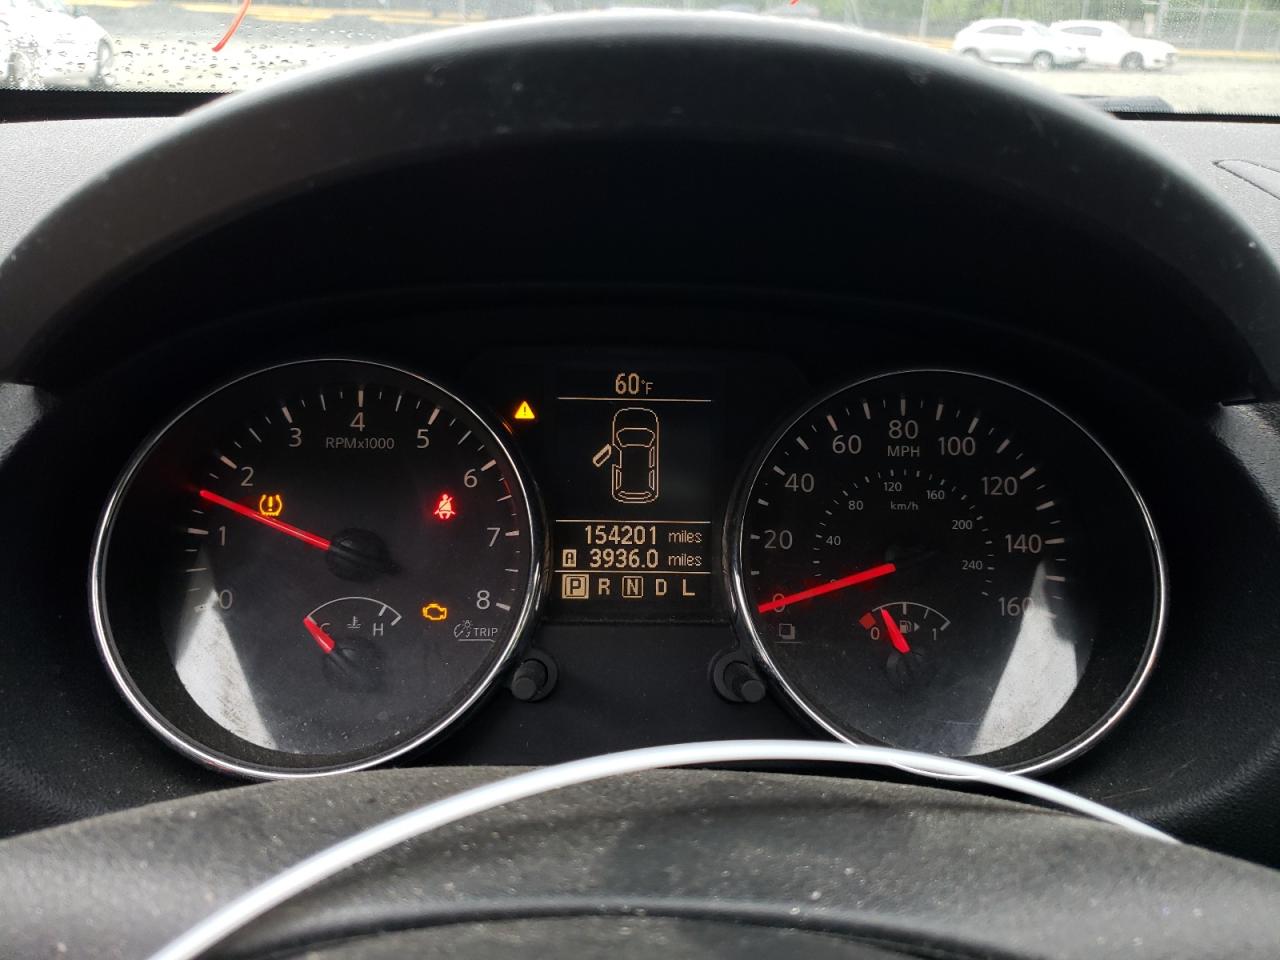 60°F
154201 miles
A 3936.0 miles
P R N D L
0 1 2 3 4 5 6 7 8
RPMx1000
C H
TRIP
0 20 40 60 80 100 120 140 160
MPH
40 80 120 160 200 240
km/h
0 1